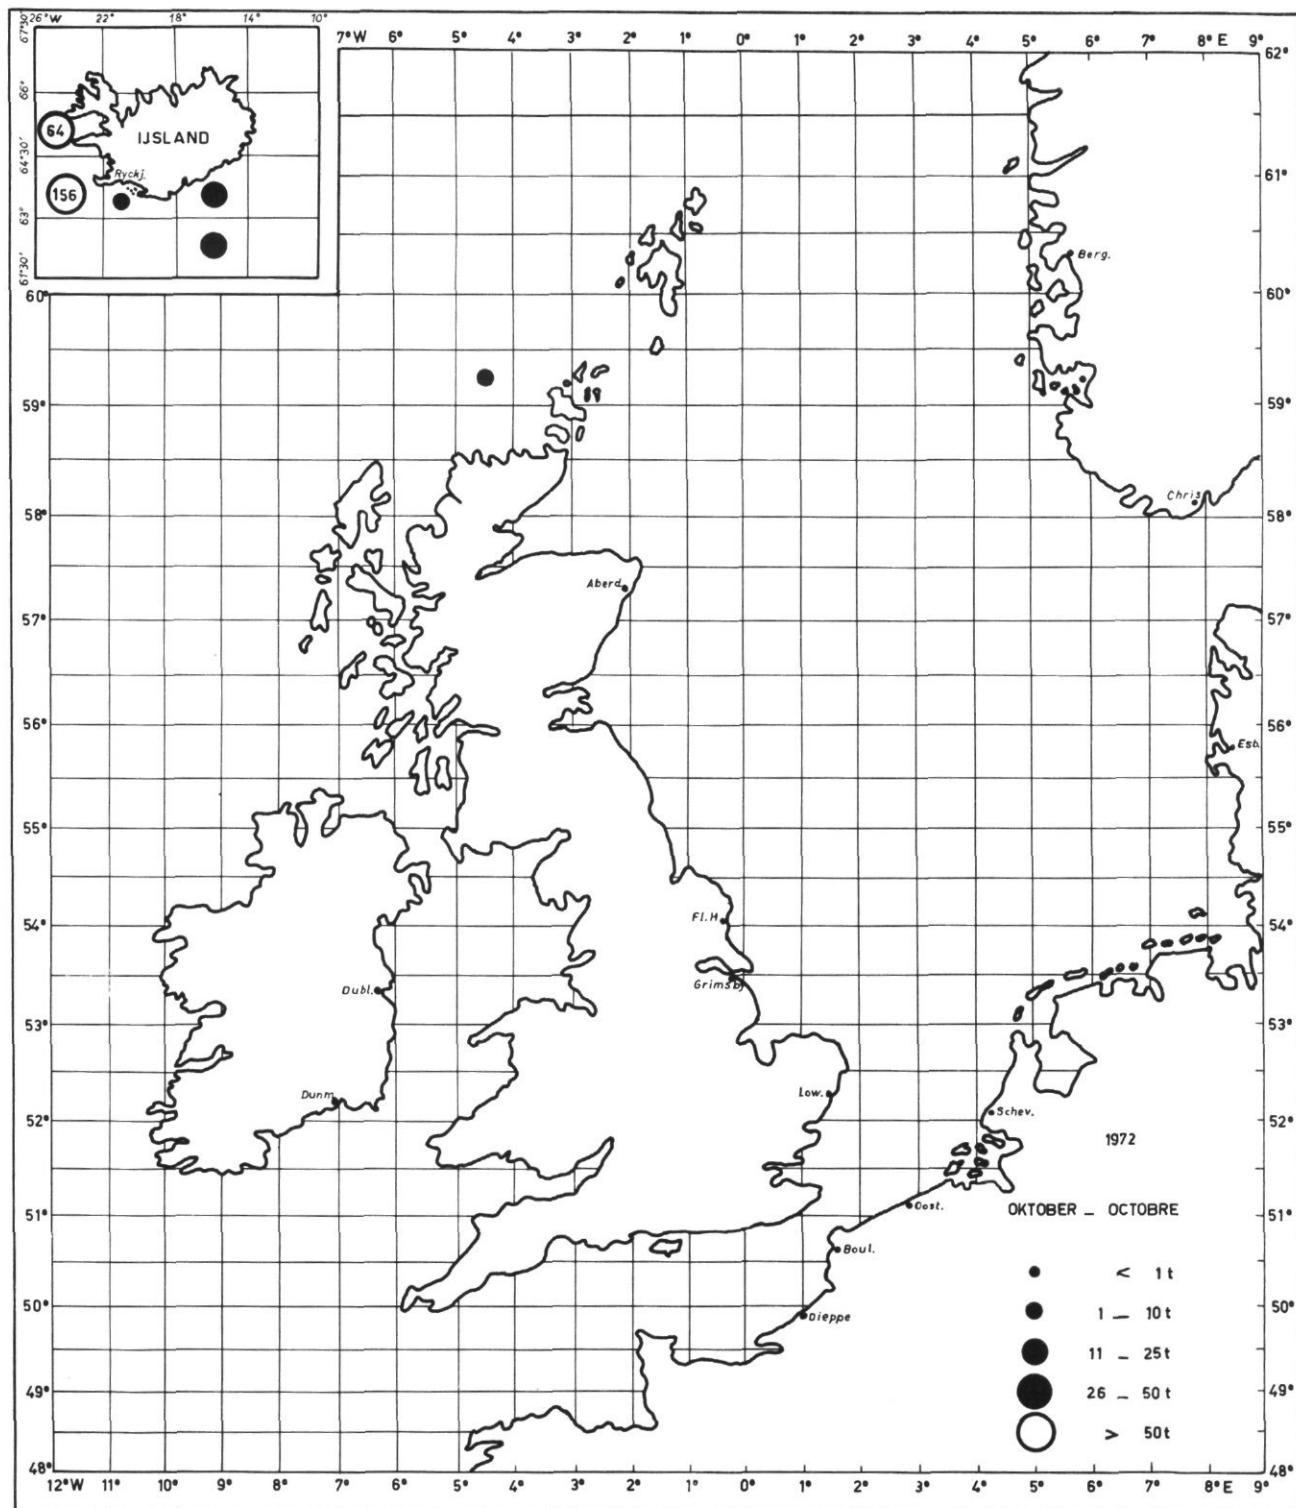 26°W 22° 18° 14° 10°
67°30'
66°
64°30'
63°
61°30'
64
IJSLAND
Ryckj.
156
7°W 6° 5° 4° 3° 2° 1° 0° 1° 2° 3° 4° 5° 6° 7° 8°E 9°
62°
61°
Berg.
60° 60°
59° 59°
Chris
58° 58°
Aberd.
57° 57°
56° 56°
Esb.
55° 55°
54° 54°
Fl.H
Grimsby
Dubl.
53° 53°
Low.
Dunm.
52° 52°
Schev.
1972
Oost.
51° 51°
OKTOBER _ OCTOBRE
Boul.
< 1t
50° 50°
Dieppe
1 _ 10t
11 _ 25t
49° 49°
26 _ 50t
> 50t
48° 48°
12°W 11° 10° 9° 8° 7° 6° 5° 4° 3° 2° 1° 0° 1° 2° 3° 4° 5° 6° 7° 8°E 9°